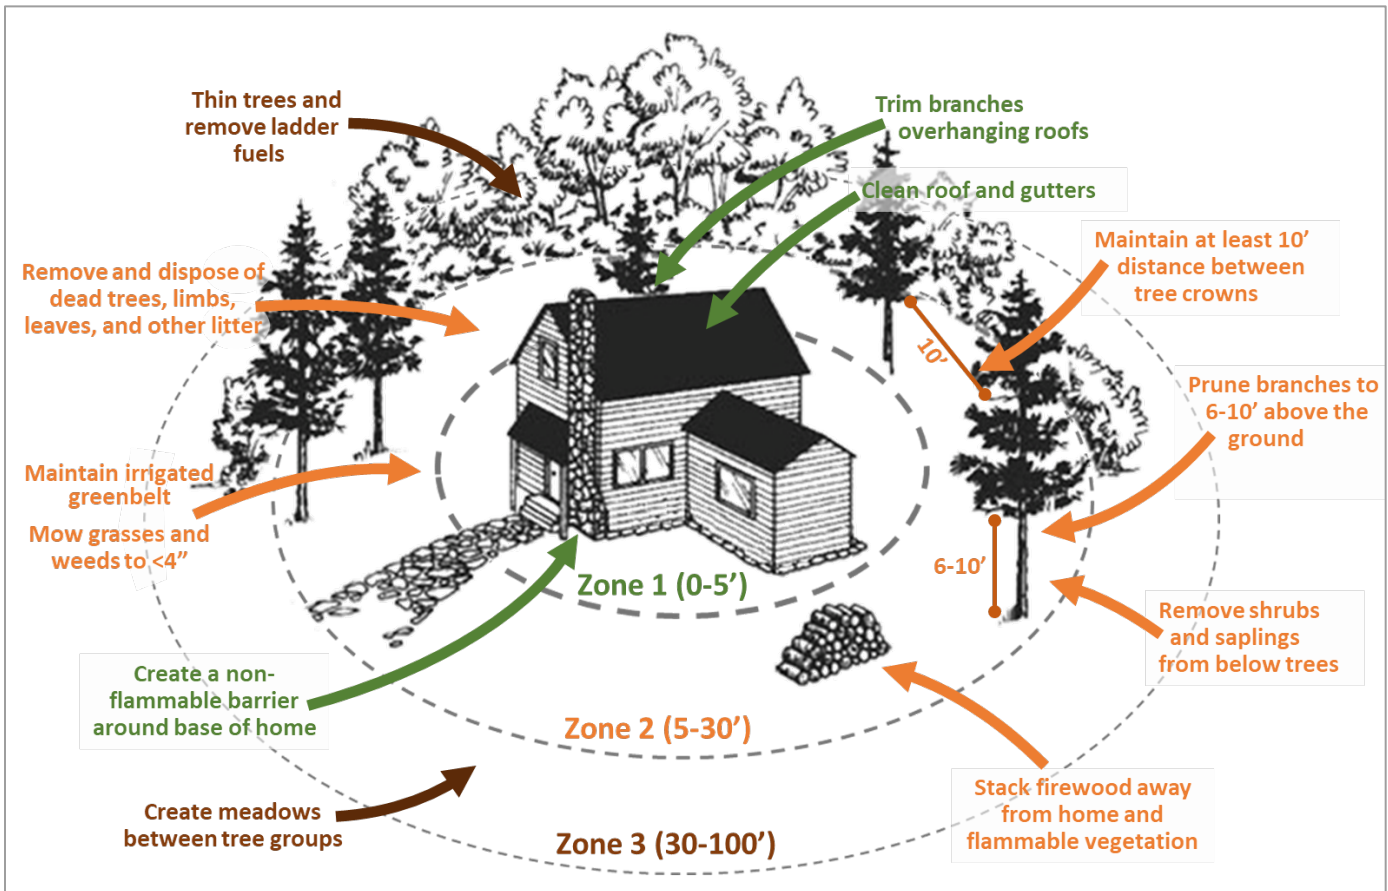 Thin trees and
remove ladder
fuels
Trim branches
overhanging roofs
Clean roof and gutters
Maintain at least 10’
distance between
tree crowns
Remove and dispose of
dead trees, limbs,
leaves, and other litter
10’
Prune branches to
6-10’ above the
ground
Maintain irrigated
greenbelt
Mow grasses and
weeds to <4”
6-10’
Zone 1 (0-5’)
Remove shrubs
and saplings
from below trees
Create a non-
flammable barrier
around base of home
Zone 2 (5-30’)
Stack firewood away
from home and
flammable vegetation
Create meadows
between tree groups
Zone 3 (30-100’)